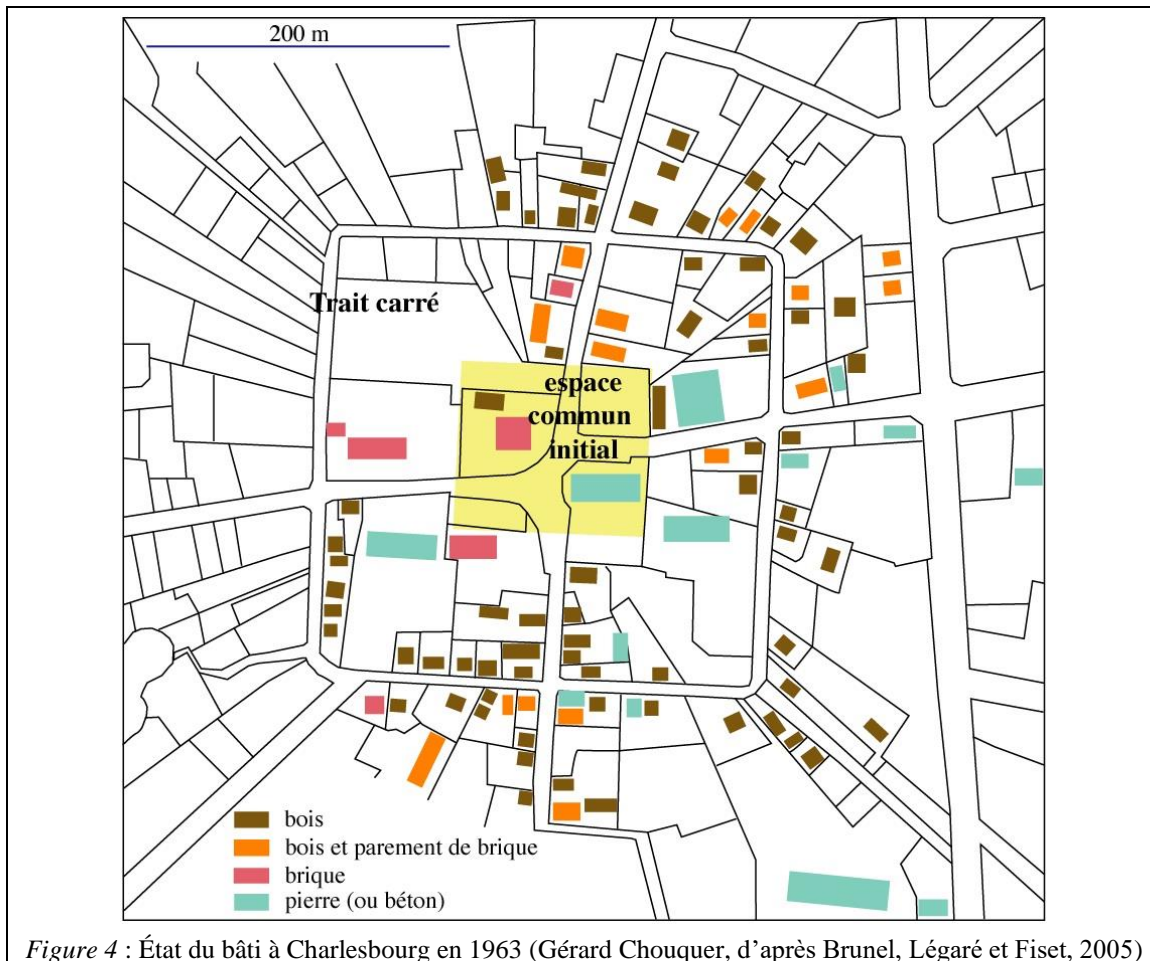 200 m
Trait carré
espace
commun
initial
bois
bois et parement de brique
brique
pierre (ou béton)
Figure 4 : État du bâti à Charlesbourg en 1963 (Gérard Chouquer, d'après Brunel, Légaré et Fiset, 2005)